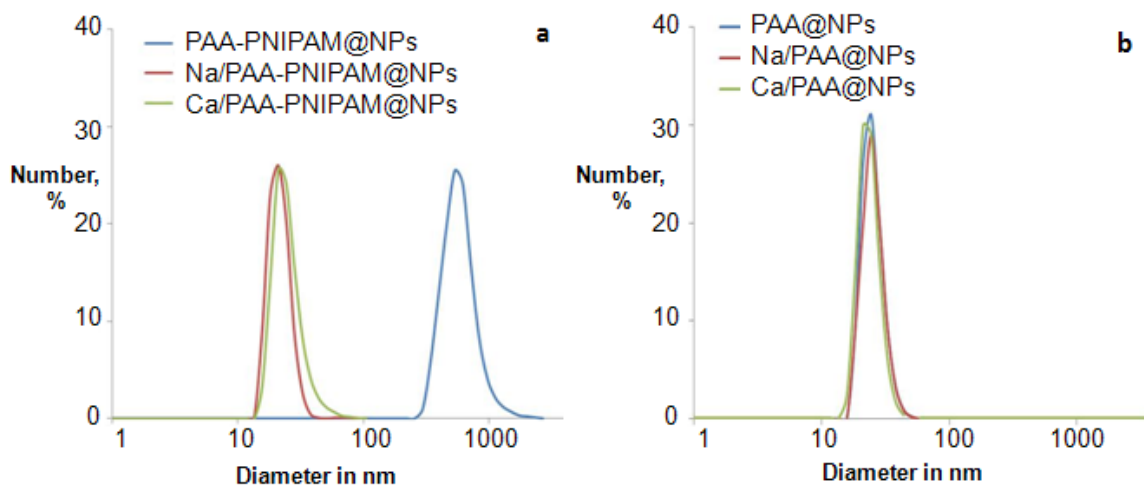 a
PAA-PNIPAM@NPs
Na/PAA-PNIPAM@NPs
Ca/PAA-PNIPAM@NPs
40
30
20
10
0
Number,
%
1
10
100
1000
Diameter in nm
b
PAA@NPs
Na/PAA@NPs
Ca/PAA@NPs
40
30
20
10
0
Number,
%
1
10
100
1000
Diameter in nm